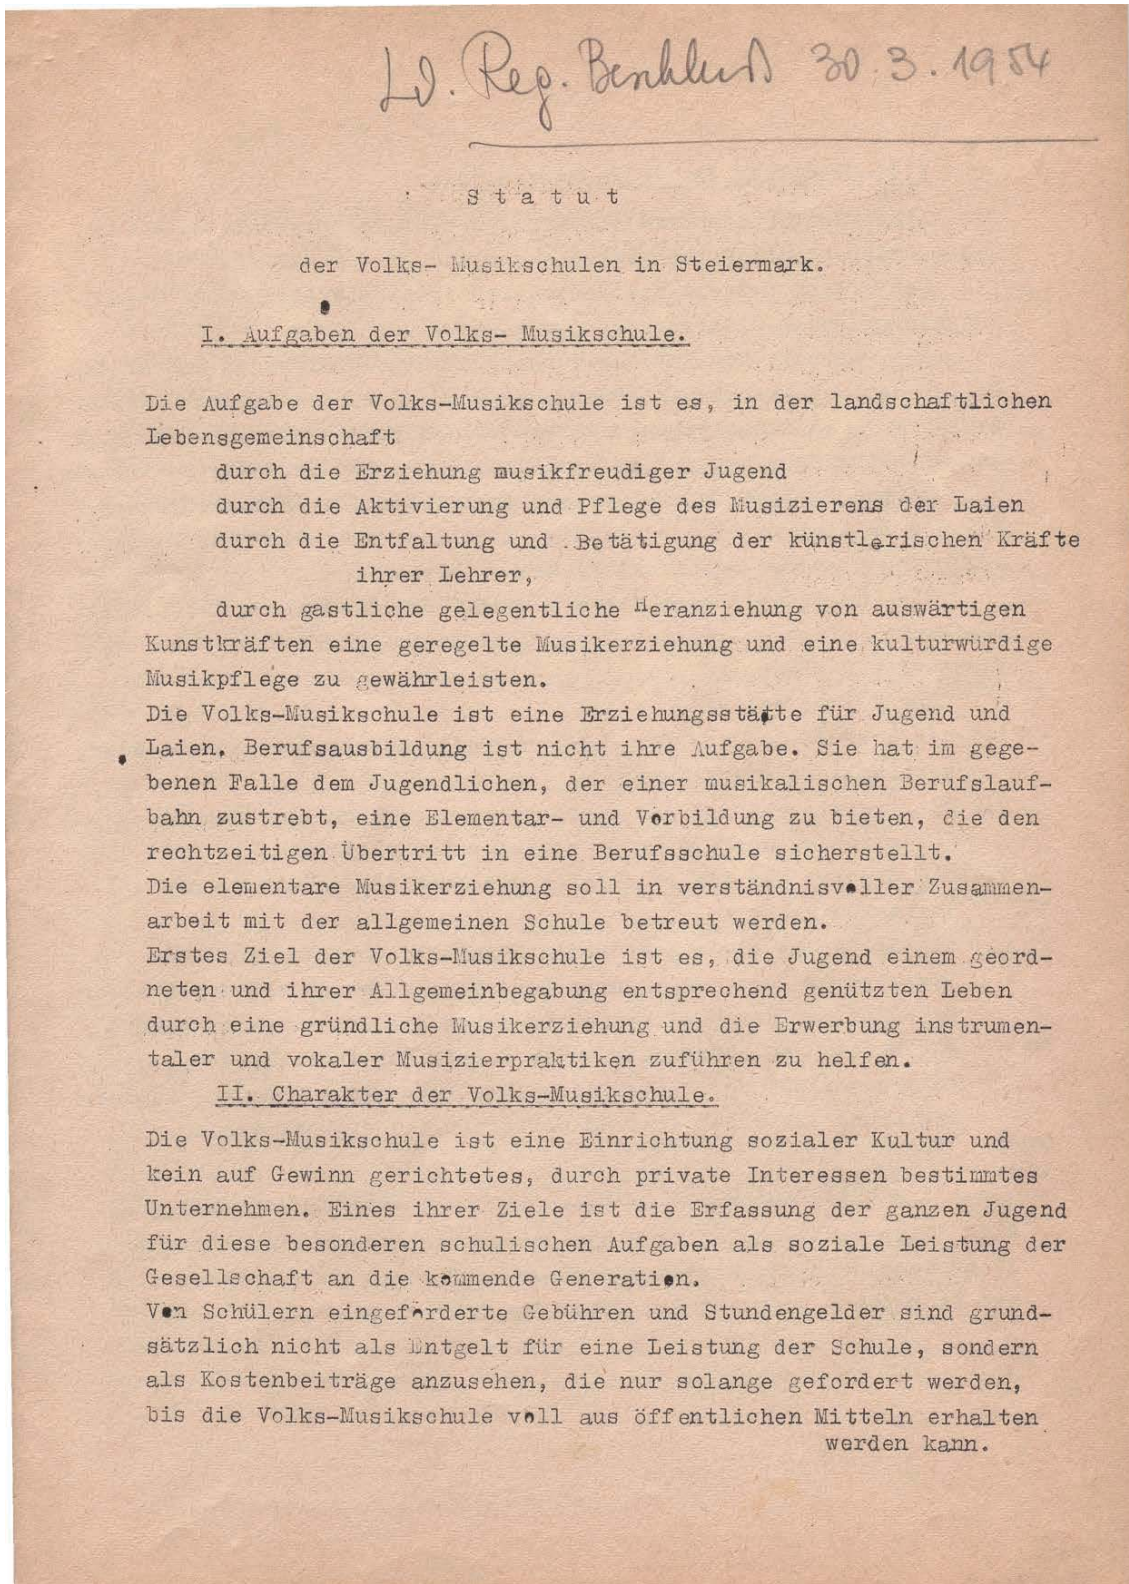 Ld. Reg. Beschluß 30.3.1954
S t a t u t
der Volks- Musikschulen in Steiermark.
I. Aufgaben der Volks- Musikschule.
Die Aufgabe der Volks-Musikschule ist es, in der landschaftlichen
Lebensgemeinschaft
durch die Erziehung musikfreudiger Jugend
durch die Aktivierung und Pflege des Musizierens der Laien
durch die Entfaltung und Betätigung der künstlerischen Kräfte
ihrer Lehrer,
durch gastliche gelegentliche Heranziehung von auswärtigen
Kunstkräften eine geregelte Musikerziehung und eine kulturwürdige
Musikpflege zu gewährleisten.
Die Volks-Musikschule ist eine Erziehungsstätte für Jugend und
Laien. Berufsausbildung ist nicht ihre Aufgabe. Sie hat im gege-
benen Falle dem Jugendlichen, der einer musikalischen Berufslauf-
bahn zustrebt, eine Elementar- und Vorbildung zu bieten, die den
rechtzeitigen Übertritt in eine Berufsschule sicherstellt.
Die elementare Musikerziehung soll in verständnisvoller Zusammen-
arbeit mit der allgemeinen Schule betreut werden.
Erstes Ziel der Volks-Musikschule ist es, die Jugend einem geord-
neten und ihrer Allgemeinbegabung entsprechend genützten Leben
durch eine gründliche Musikerziehung und die Erwerbung instrumen-
taler und vokaler Musizierpraktiken zuführen zu helfen.
II. Charakter der Volks-Musikschule.
Die Volks-Musikschule ist eine Einrichtung sozialer Kultur und
kein auf Gewinn gerichtetes, durch private Interessen bestimmtes
Unternehmen. Eines ihrer Ziele ist die Erfassung der ganzen Jugend
für diese besonderen schulischen Aufgaben als soziale Leistung der
Gesellschaft an die kommende Generation.
Von Schülern eingeforderte Gebühren und Stundengelder sind grund-
sätzlich nicht als Entgelt für eine Leistung der Schule, sondern
als Kostenbeiträge anzusehen, die nur solange gefordert werden,
bis die Volks-Musikschule voll aus öffentlichen Mitteln erhalten
werden kann.